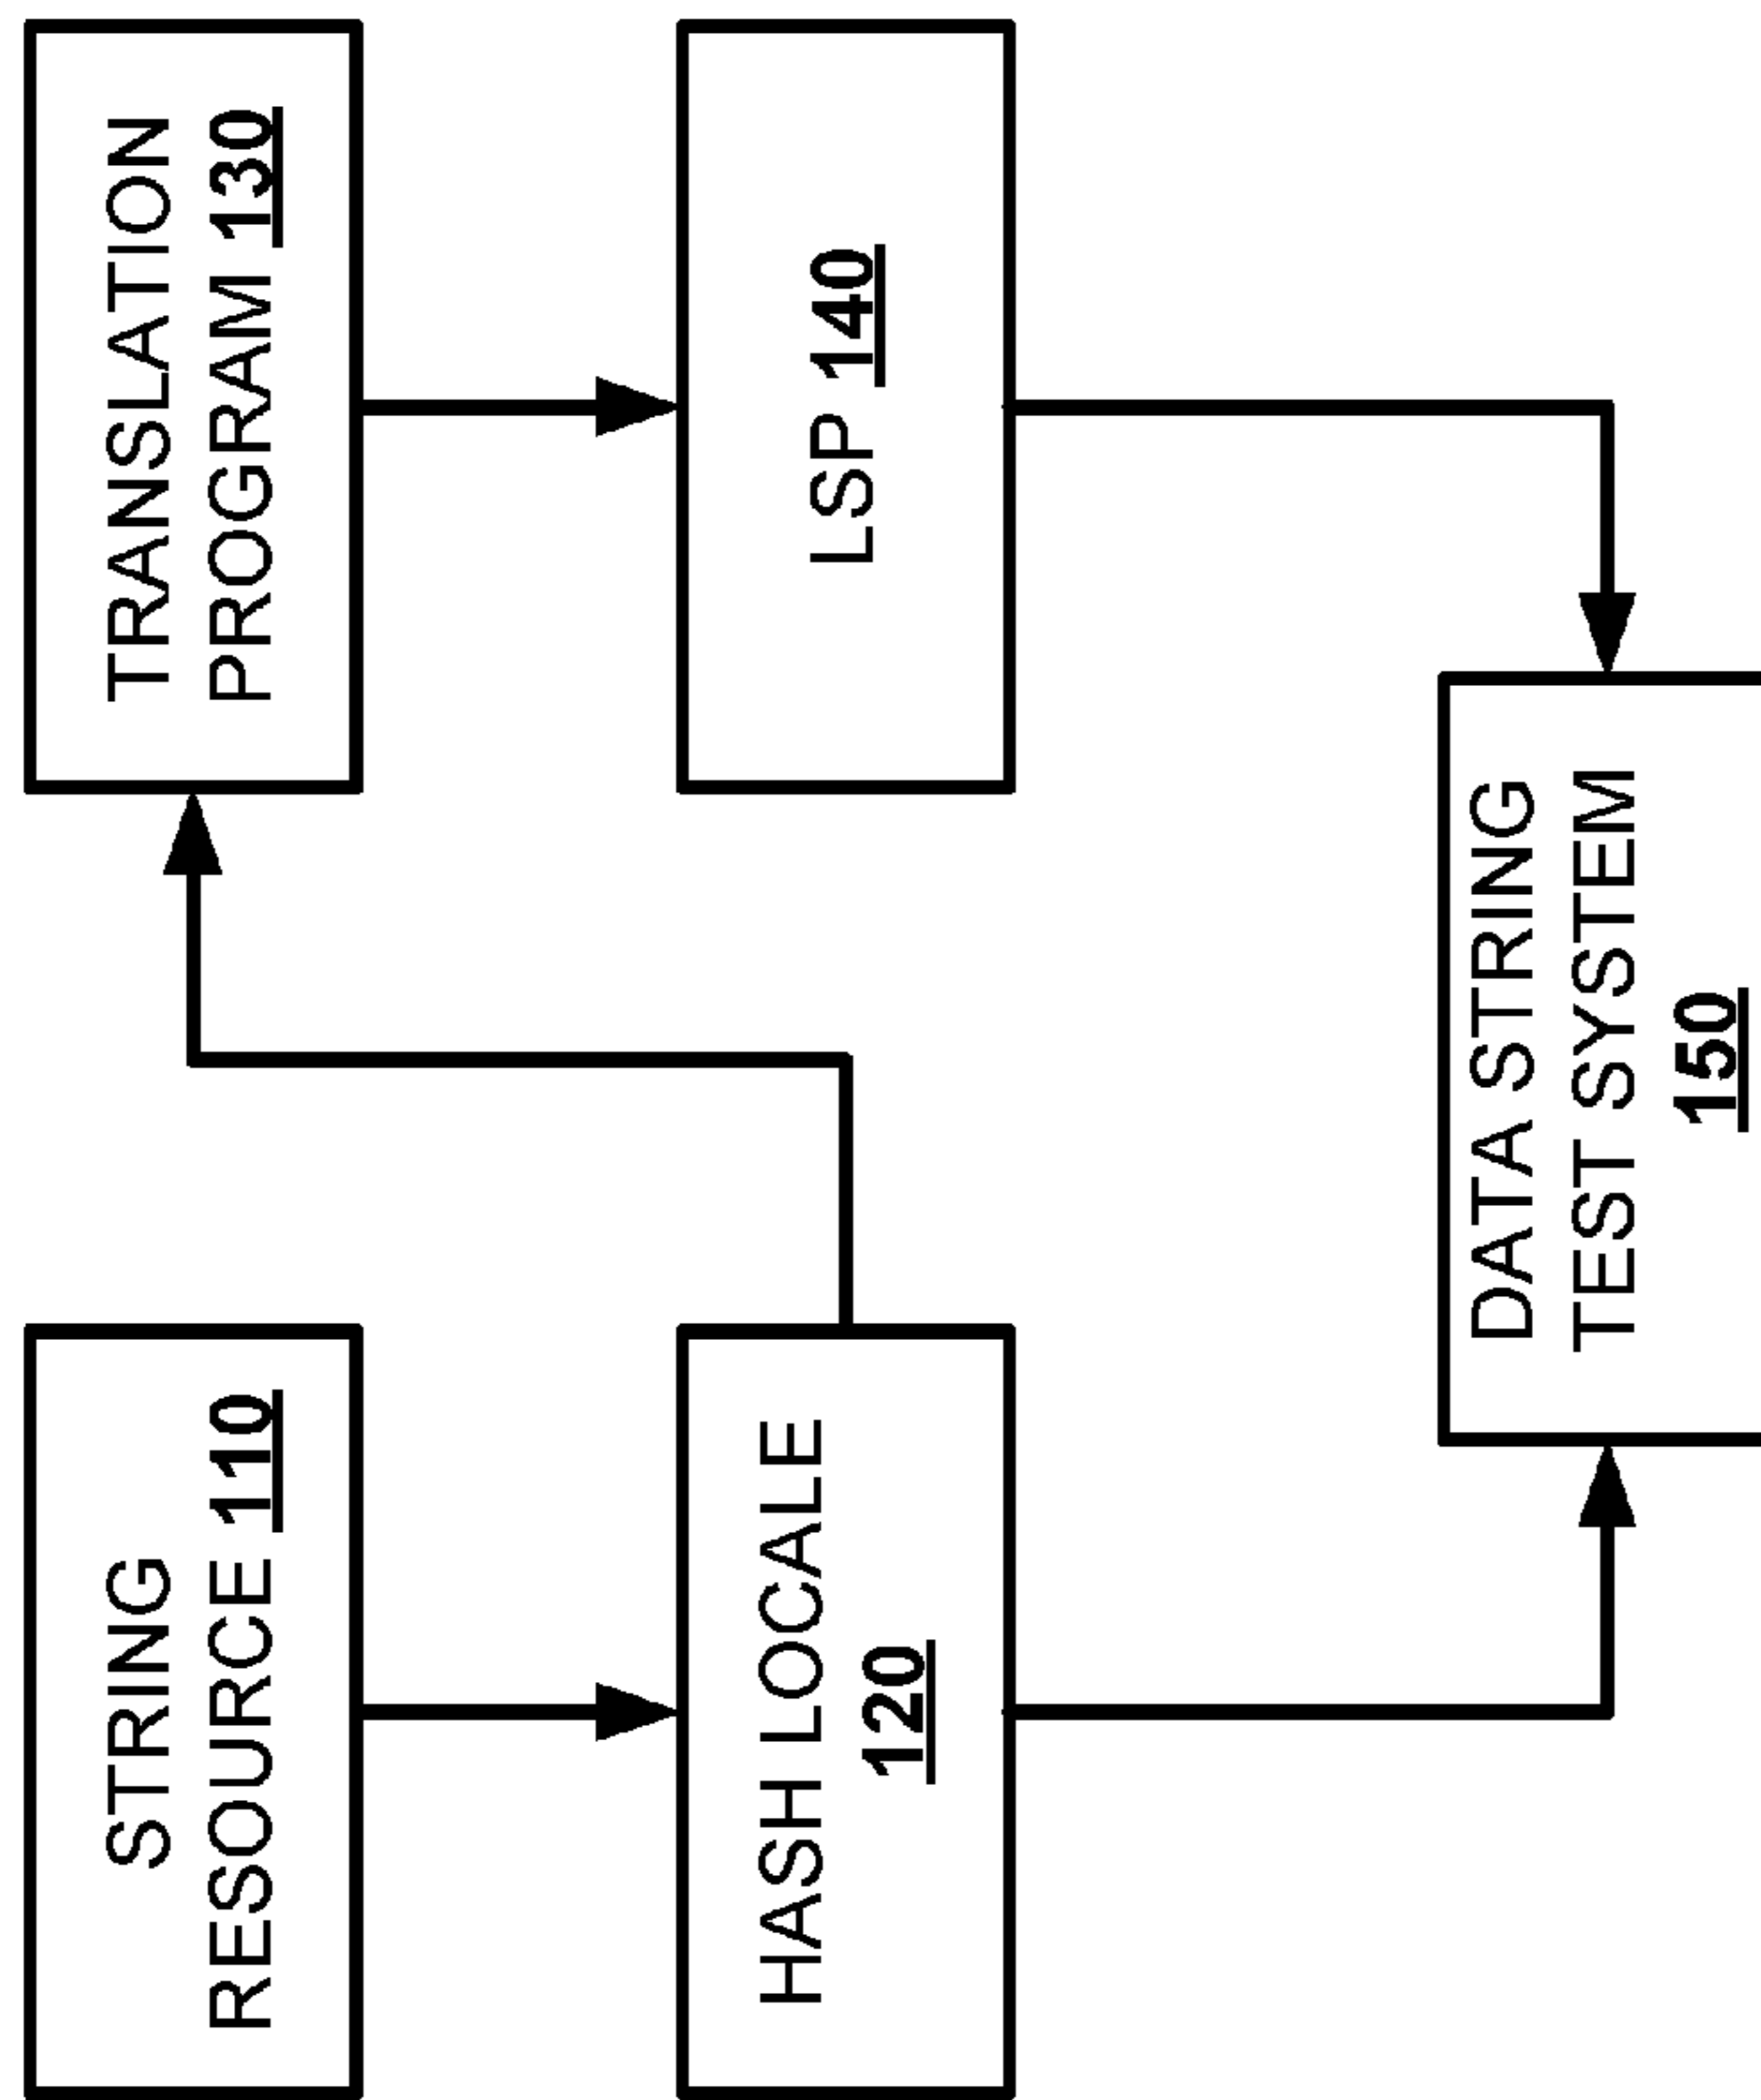 STRING
RESOURCE 110
HASH LOCALE
120
TRANSLATION
PROGRAM 130
LSP 140
DATA STRING
TEST SYSTEM
150